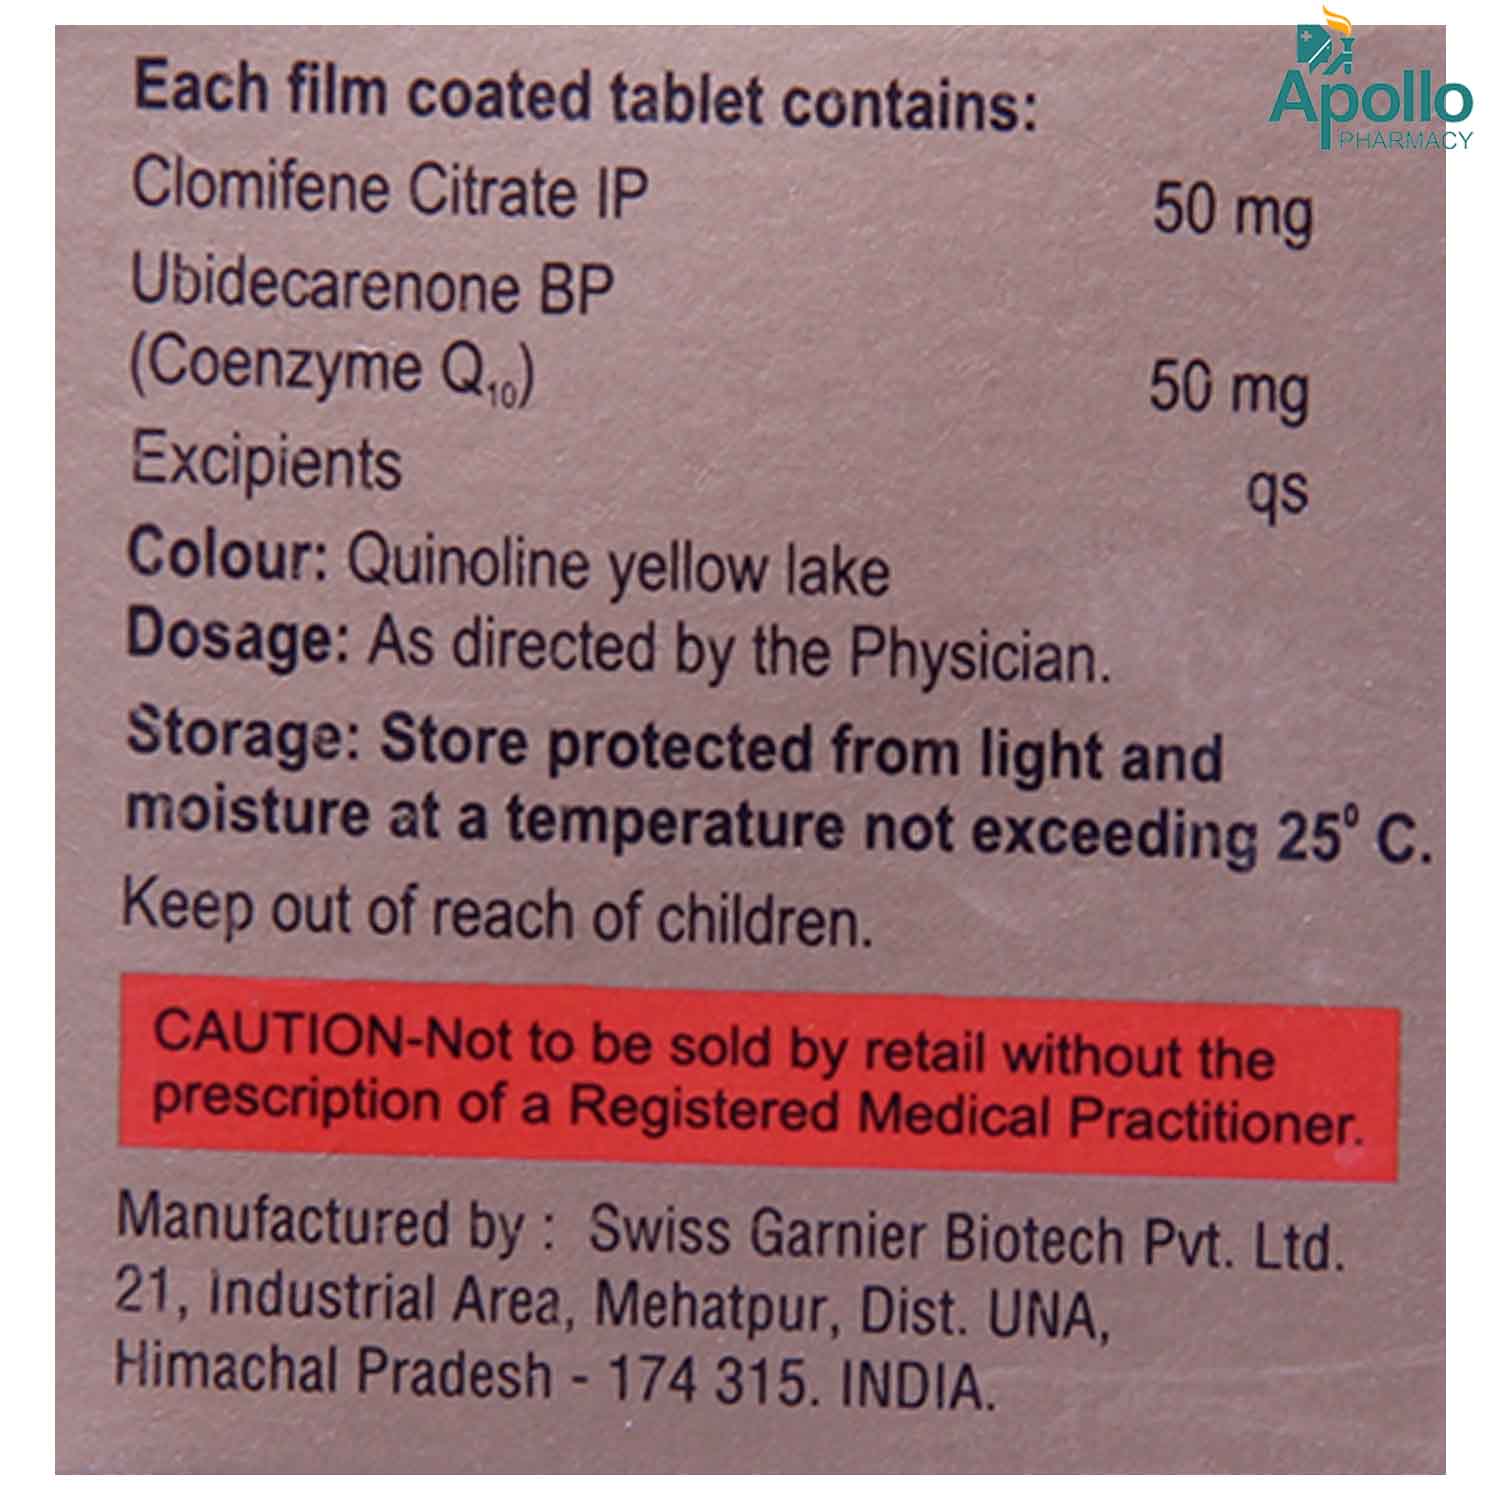 Apollo
PHARMACY
Each film coated tablet contains:
Clomifene Citrate IP 50 mg
Ubidecarenone BP
(Coenzyme Q₁₀) 50 mg
Excipients qs
Colour: Quinoline yellow lake
Dosage: As directed by the Physician.
Storage: Store protected from light and
moisture at a temperature not exceeding 25⁰ C.
Keep out of reach of children.
CAUTION-Not to be sold by retail without the
prescription of a Registered Medical Practitioner.
Manufactured by : Swiss Garnier Biotech Pvt. Ltd.
21, Industrial Area, Mehatpur, Dist. UNA,
Himachal Pradesh - 174 315. INDIA.